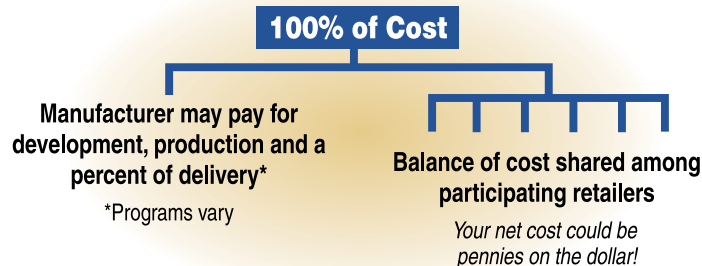 100% of Cost
Manufacturer may pay for
development, production and a
percent of delivery*
*Programs vary
Balance of cost shared among
participating retailers
Your net cost could be
pennies on the dollar!